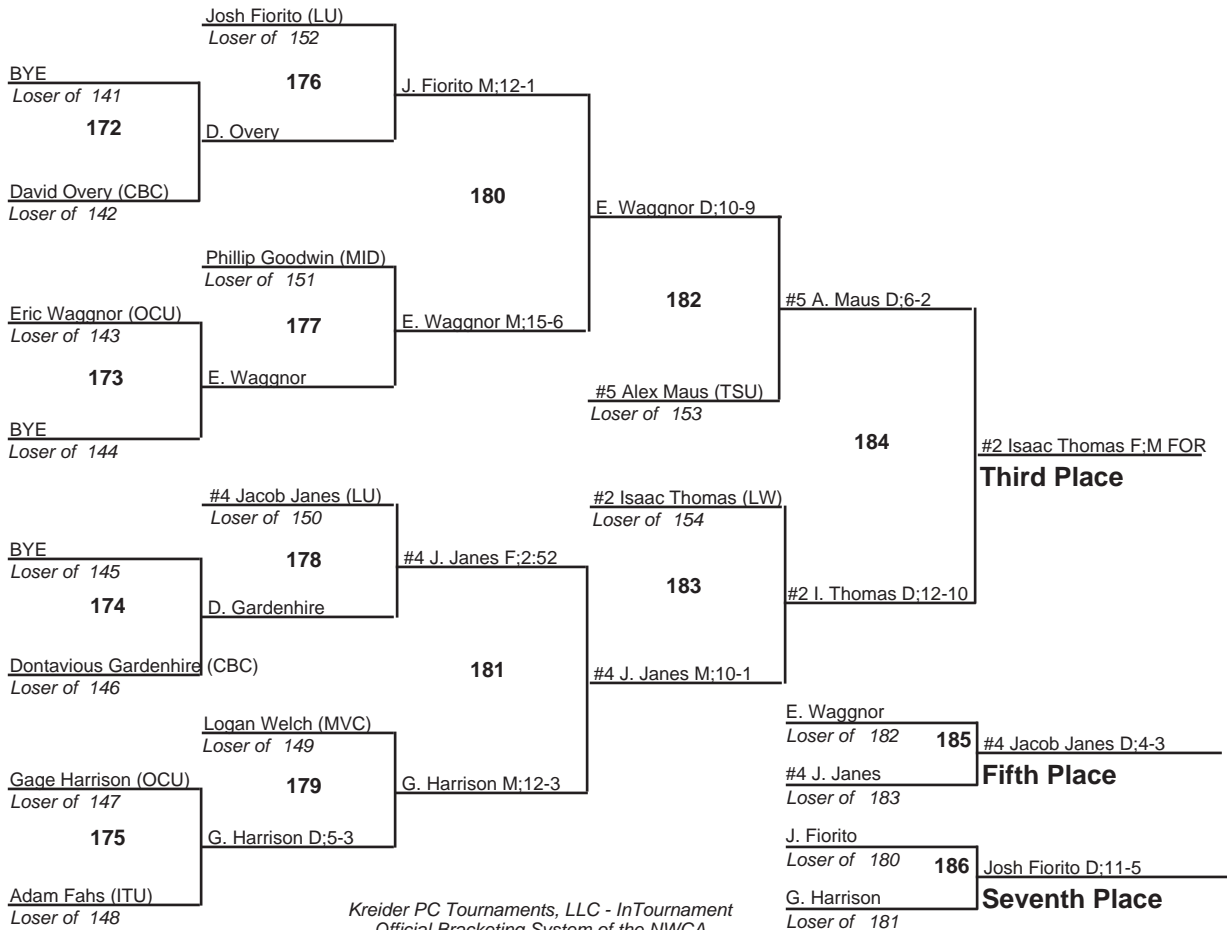 Josh Fiorito (LU)
Loser of 152
BYE
Loser of 141
176
J. Fiorito M;12-1
172
D. Overy
David Overy (CBC)
Loser of 142
180
E. Waggnor D;10-9
Phillip Goodwin (MID)
Loser of 151
Eric Waggnor (OCU)
Loser of 143
177
E. Waggnor M;15-6
182
#5 A. Maus D;6-2
173
E. Waggnor
#5 Alex Maus (TSU)
Loser of 153
BYE
Loser of 144
184
#2 Isaac Thomas F;M FOR
Third Place
#4 Jacob Janes (LU)
Loser of 150
#2 Isaac Thomas (LW)
Loser of 154
BYE
Loser of 145
178
#4 J. Janes F;2:52
183
174
D. Gardenhire
#2 I. Thomas D;12-10
Dontavious Gardenhire (CBC)
Loser of 146
181
#4 J. Janes M;10-1
Logan Welch (MVC)
Loser of 149
E. Waggnor
Loser of 182
185
#4 Jacob Janes D;4-3
Fifth Place
Gage Harrison (OCU)
Loser of 147
179
G. Harrison M;12-3
#4 J. Janes
Loser of 183
175
G. Harrison D;5-3
J. Fiorito
Loser of 180
186
Josh Fiorito D;11-5
Seventh Place
Adam Fahs (ITU)
Loser of 148
G. Harrison
Loser of 181
Kreider PC Tournaments, LLC - InTournament
Official Bracketing System of the NWCA